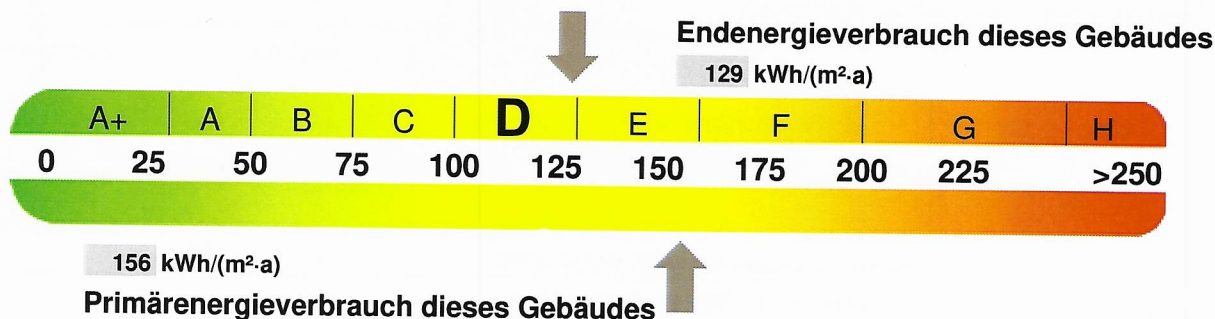 Endenergieverbrauch dieses Gebäudes
129 kWh/(m²·a)
A+ A B C D E F G H
0 25 50 75 100 125 150 175 200 225 >250
156 kWh/(m²·a)
Primärenergieverbrauch dieses Gebäudes